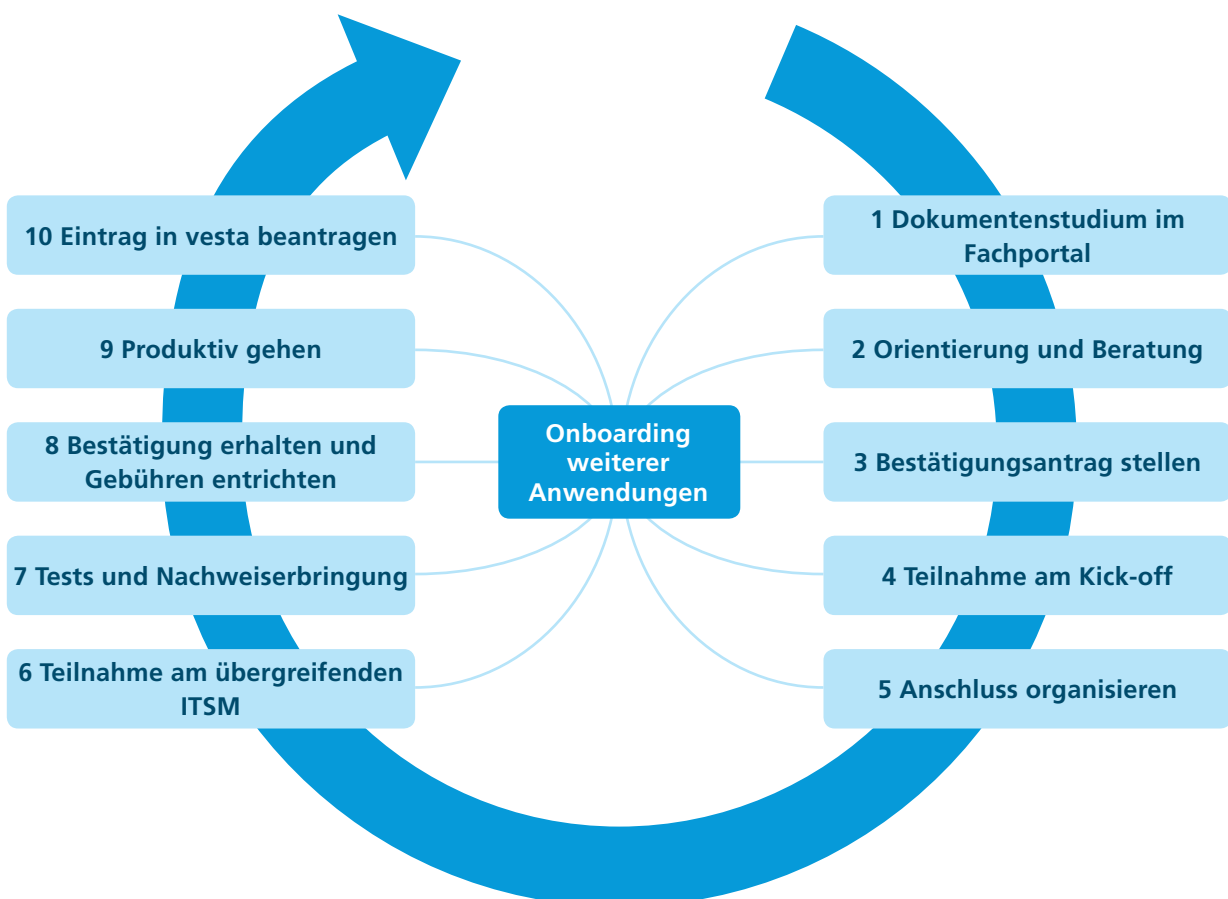 1 Dokumentenstudium im
Fachportal
2 Orientierung und Beratung
3 Bestätigungsantrag stellen
4 Teilnahme am Kick-off
5 Anschluss organisieren
6 Teilnahme am übergreifenden
ITSM
7 Tests und Nachweiserbringung
8 Bestätigung erhalten und
Gebühren entrichten
9 Produktiv gehen
10 Eintrag in vesta beantragen
Onboarding
weiterer
Anwendungen